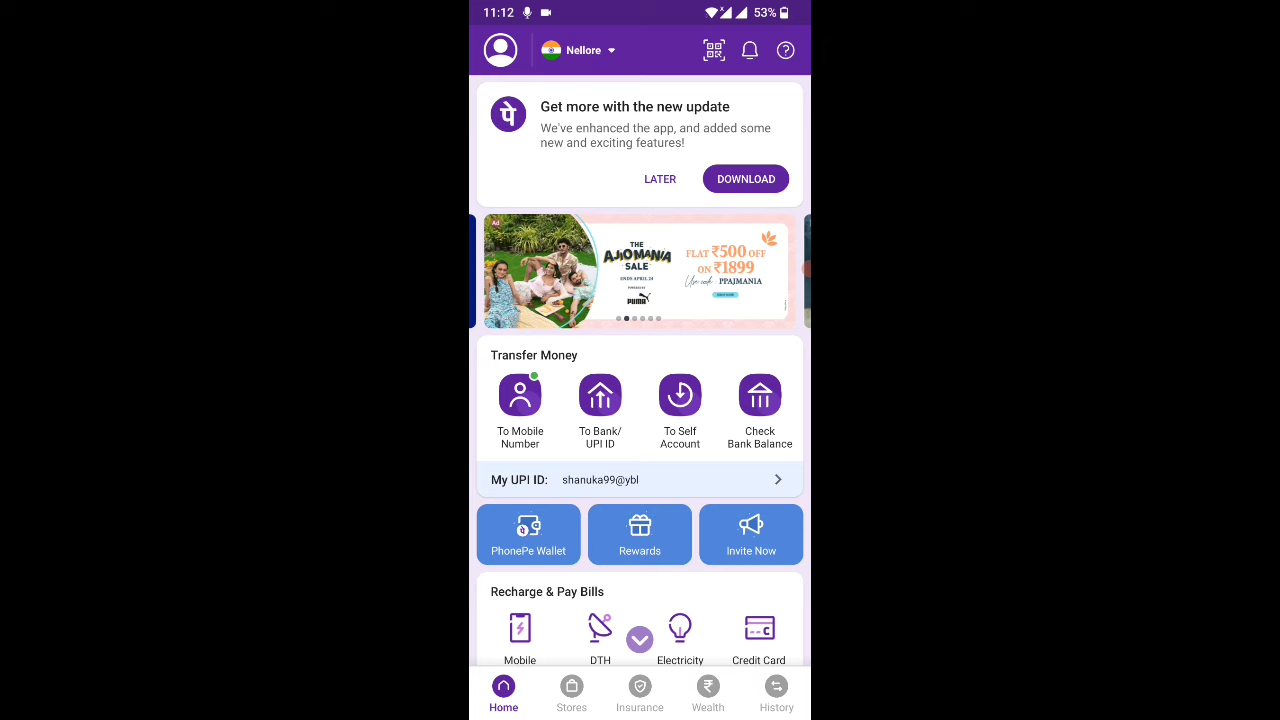 11:12
53%
Nellore
पे
Get more with the new update
We've enhanced the app, and added some
new and exciting features!
LATER
DOWNLOAD
Ad
THE
AJIOMANIA
SALE
ENDS APRIL 20
PUMA
FLAT ₹500 OFF
ON ₹1899
Use code PPAJMANIA
Transfer Money
To Mobile
Number
To Bank/
UPI ID
To Self
Account
Check
Bank Balance
My UPI ID: shanuka99@ybl
PhonePe Wallet
Rewards
Invite Now
Recharge & Pay Bills
Mobile
DTH
Electricity
Credit Card
Home
Stores
Insurance
Wealth
History